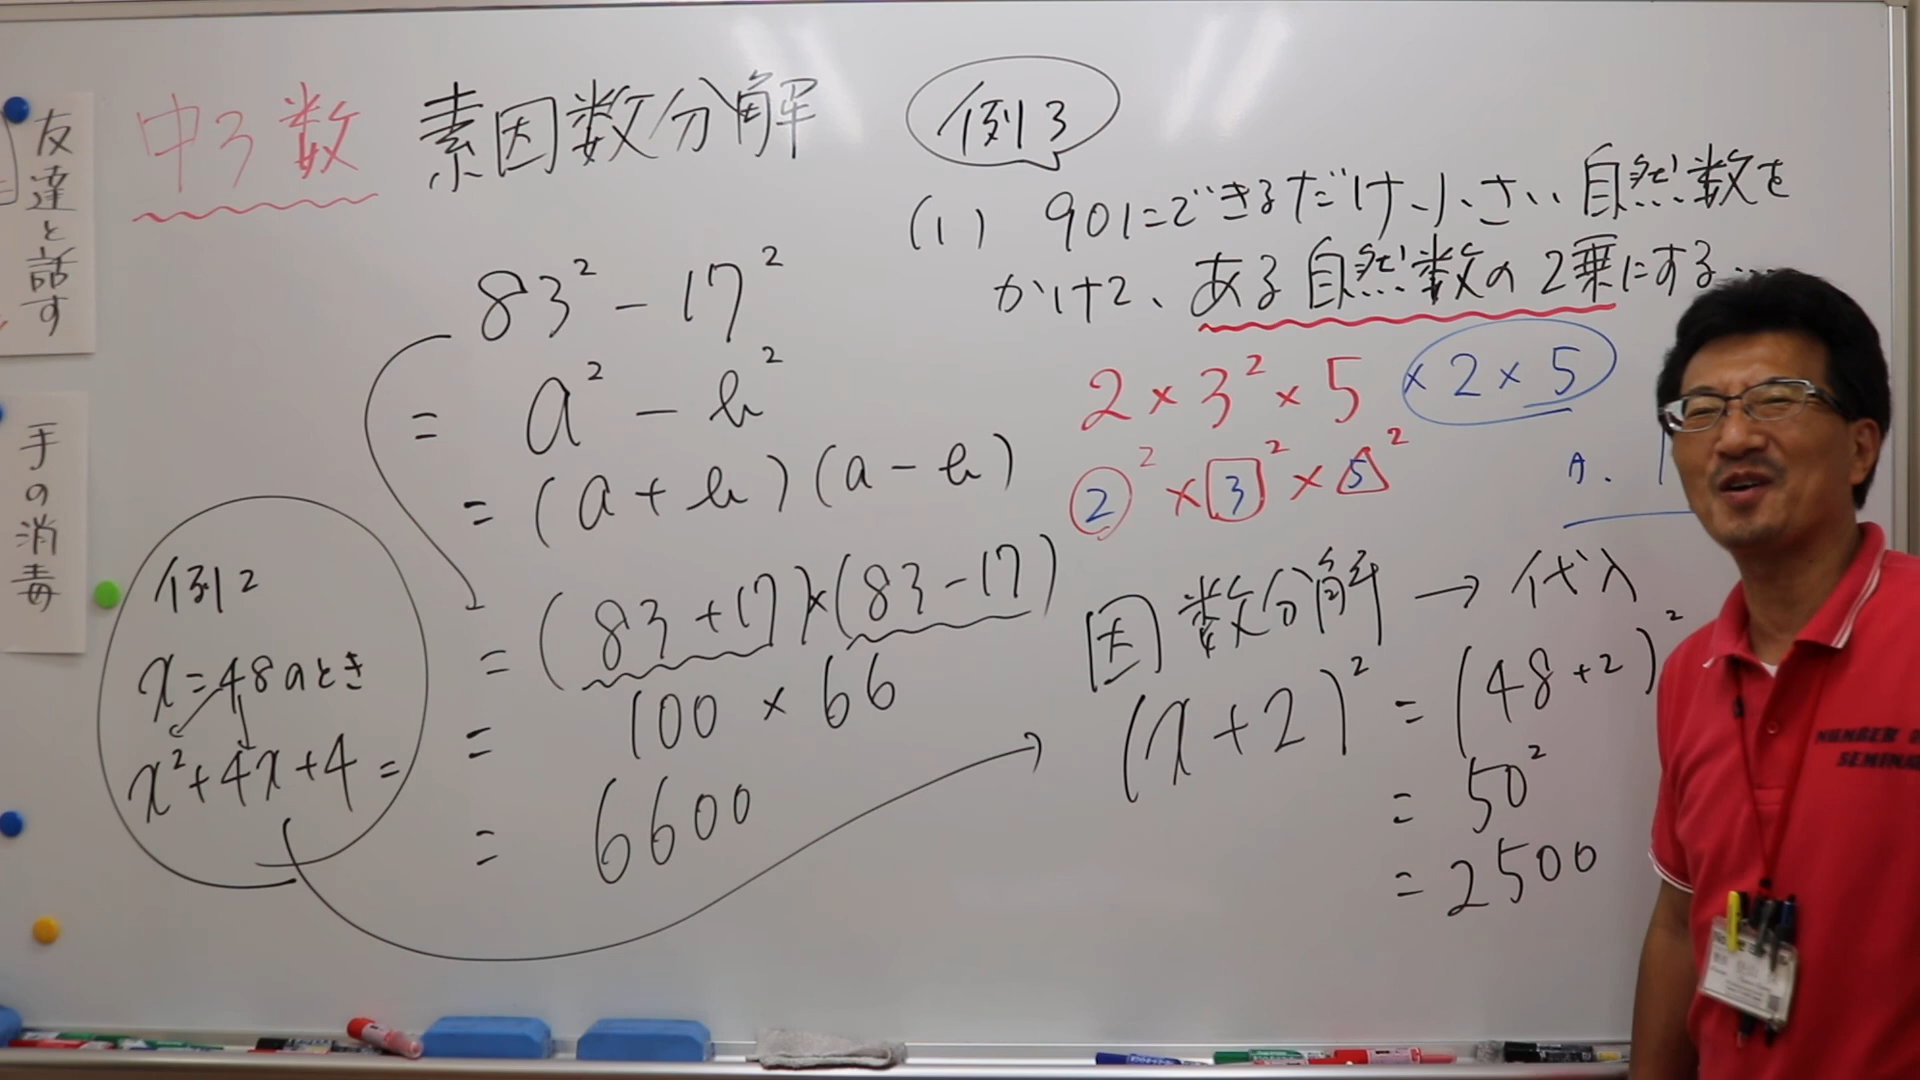 友達と話す
手の消毒
中3数 素因数分解
83² - 17²
= a² - b²
= (a + b)(a - b)
= (83 + 17)×(83 - 17)
= 100 × 66
= 6600
例2
x = 48のとき
x² + 4x + 4 =
例3
(1) 90にできるだけ小さい自然数を
かけて、ある自然数の2乗にする…
2 × 3² × 5 × 2 × 5
2² × 3² × 5²
A. 1
因数分解 → 代入
(x + 2)² = (48 + 2)²
= 50²
= 2500
NUMBER
SEMINA